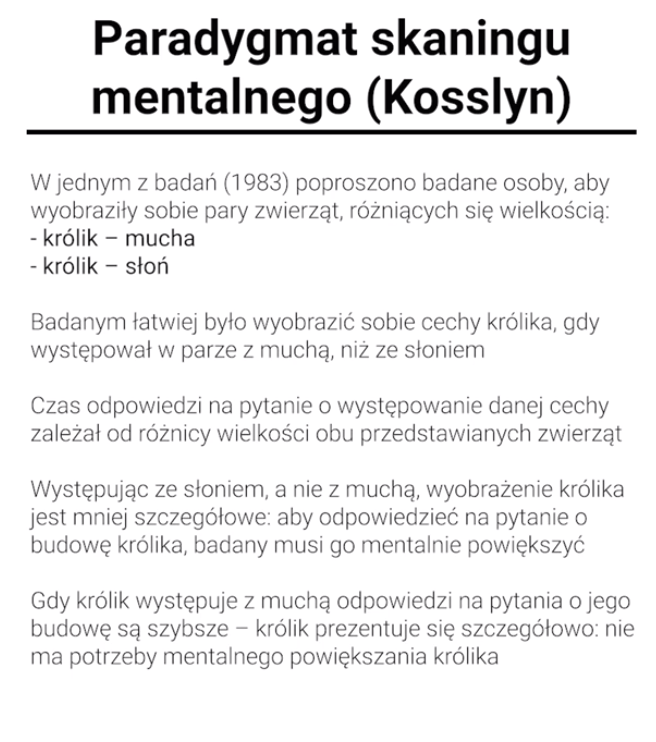 Paradygmat skaningu
mentalnego (Kosslyn)
W jednym z badań (1983) poproszono badane osoby, aby
wyobraziły sobie pary zwierząt, różniących się wielkością:
- królik – mucha
- królik – słoń
Badanym łatwiej było wyobrazić sobie cechy królika, gdy
występował w parze z muchą, niż ze słoniem
Czas odpowiedzi na pytanie o występowanie danej cechy
zależał od różnicy wielkości obu przedstawianych zwierząt
Występując ze słoniem, a nie z muchą, wyobrażenie królika
jest mniej szczegółowe: aby odpowiedzieć na pytanie o
budowę królika, badany musi go mentalnie powiększyć
Gdy królik występuje z muchą odpowiedzi na pytania o jego
budowę są szybsze – królik prezentuje się szczegółowo: nie
ma potrzeby mentalnego powiększania królika